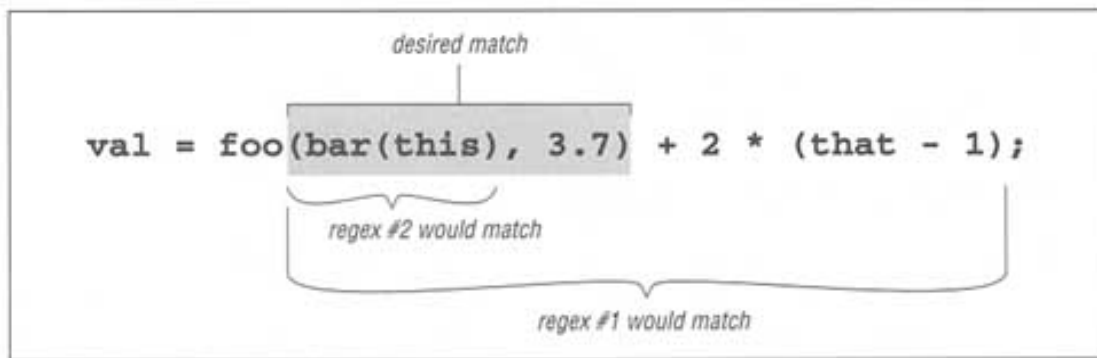 desired match
val = foo(bar(this), 3.7) + 2 * (that - 1);
regex #2 would match
regex #1 would match